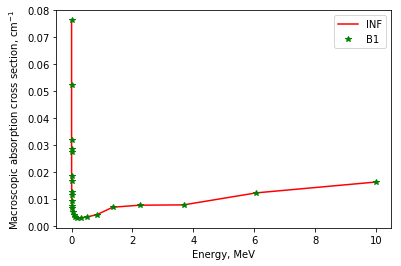 INF
B1
Macroscopic absorption cross section, cm⁻¹
0.08
0.07
0.06
0.05
0.04
0.03
0.02
0.01
0.00
0 2 4 6 8 10
Energy, MeV